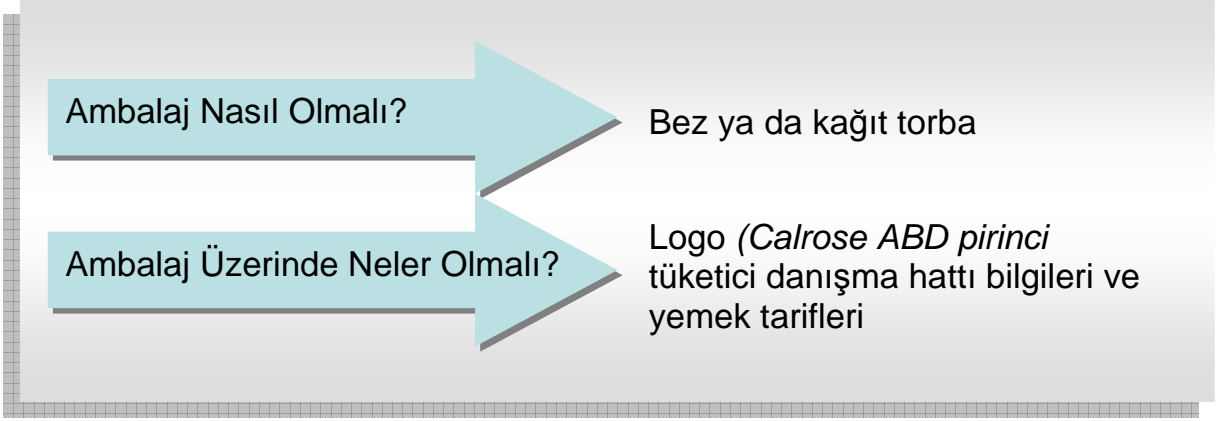 Ambalaj Nasıl Olmalı?
Bez ya da kağıt torba
Ambalaj Üzerinde Neler Olmalı?
Logo (Calrose ABD pirinci
tüketici danışma hattı bilgileri ve
yemek tarifleri